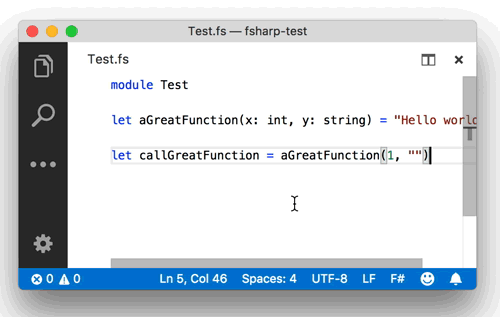 Test.fs — fsharp-test
Test.fs
module Test
let aGreatFunction(x: int, y: string) = "Hello world
let callGreatFunction = aGreatFunction(1, "")
0 0 Ln 5, Col 46 Spaces: 4 UTF-8 LF F#